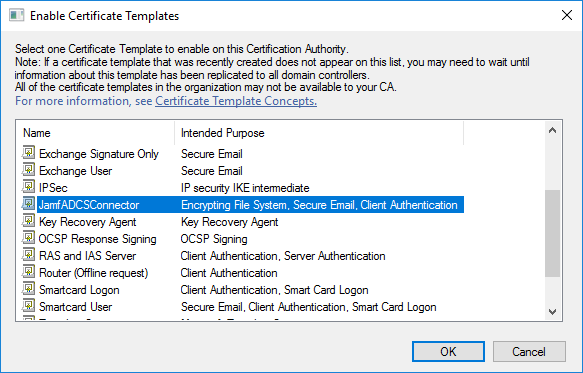 Enable Certificate Templates
Select one Certificate Template to enable on this Certification Authority.
Note: If a certificate template that was recently created does not appear on this list, you may need to wait until
information about this template has been replicated to all domain controllers.
All of the certificate templates in the organization may not be available to your CA.
For more information, see Certificate Template Concepts.
Name Intended Purpose
Exchange Signature Only Secure Email
Exchange User Secure Email
IPSec IP security IKE intermediate
JamfADCSConnector Encrypting File System, Secure Email, Client Authentication
Key Recovery Agent Key Recovery Agent
OCSP Response Signing OCSP Signing
RAS and IAS Server Client Authentication, Server Authentication
Router (Offline request) Client Authentication
Smartcard Logon Client Authentication, Smart Card Logon
Smartcard User Secure Email, Client Authentication, Smart Card Logon
OK Cancel